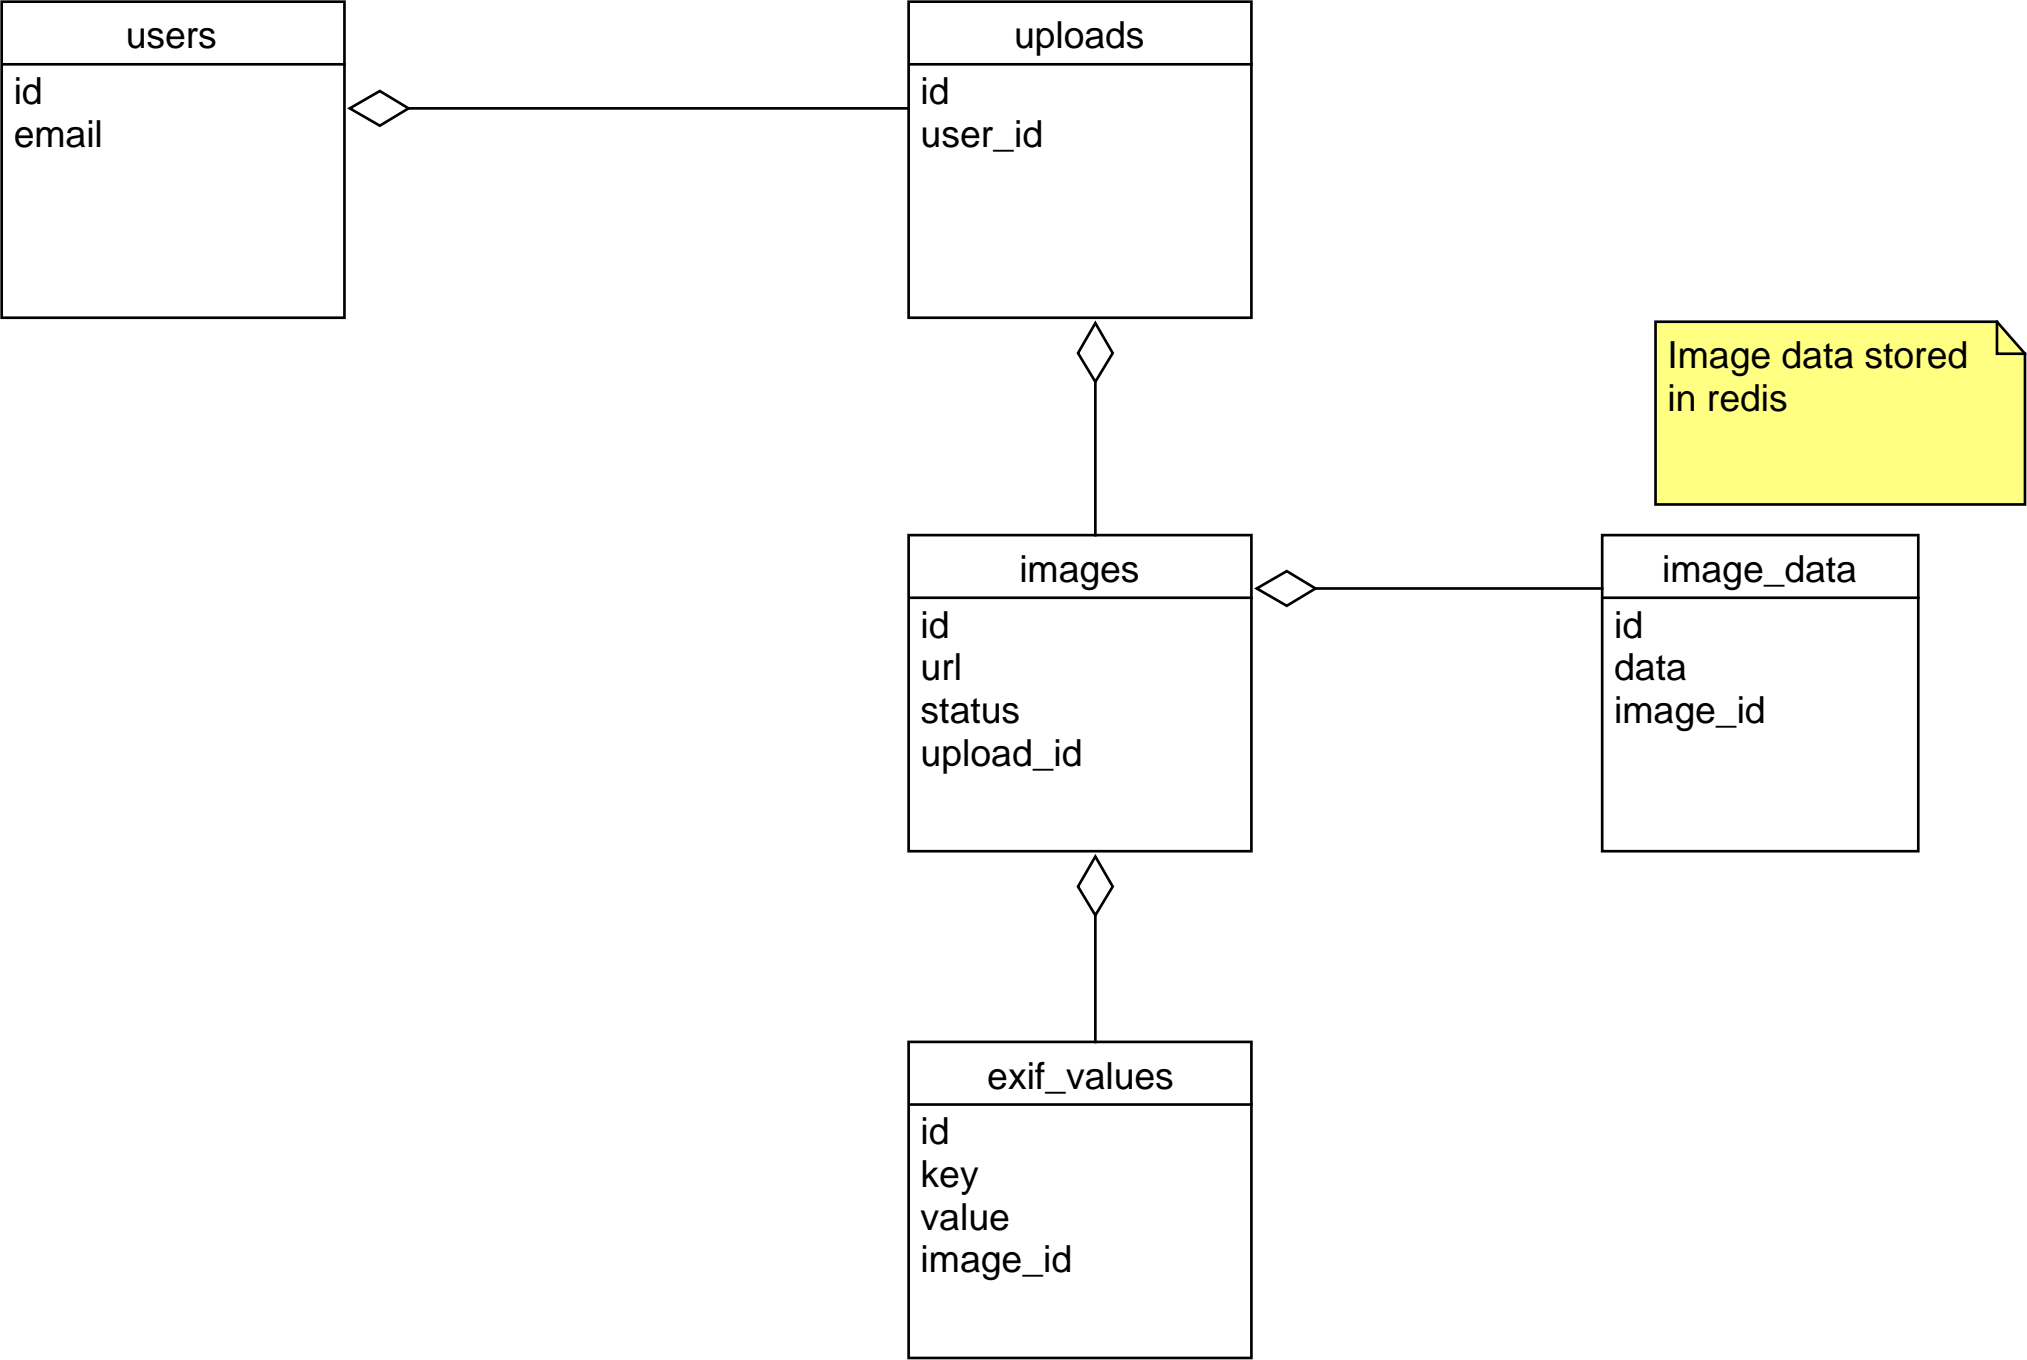 users
id
email
uploads
id
user_id
Image data stored
in redis
images
id
url
status
upload_id
image_data
id
data
image_id
exif_values
id
key
value
image_id